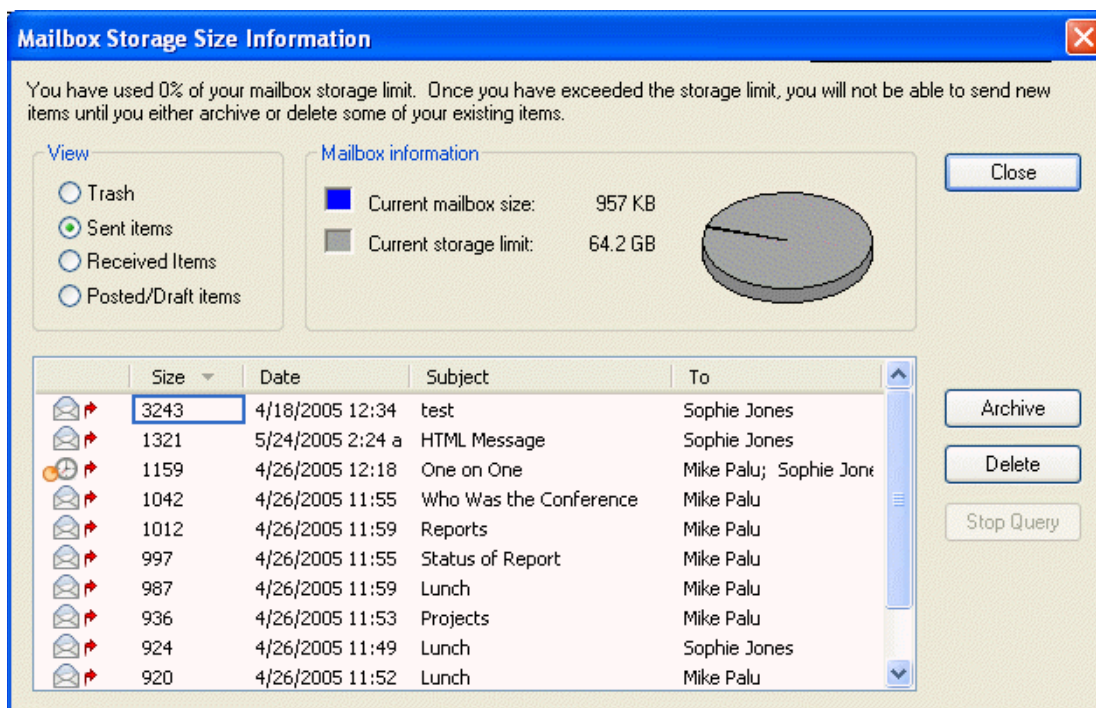 Mailbox Storage Size Information
You have used 0% of your mailbox storage limit. Once you have exceeded the storage limit, you will not be able to send new
items until you either archive or delete some of your existing items.
View
Trash
Sent items
Received Items
Posted/Draft items
Mailbox information
Current mailbox size: 957 KB
Current storage limit: 64.2 GB
Close
Size Date Subject To
3243 4/18/2005 12:34 test Sophie Jones
1321 5/24/2005 2:24 a HTML Message Sophie Jones
1159 4/26/2005 12:18 One on One Mike Palu; Sophie Jone
1042 4/26/2005 11:55 Who Was the Conference Mike Palu
1012 4/26/2005 11:59 Reports Mike Palu
997 4/26/2005 11:55 Status of Report Mike Palu
987 4/26/2005 11:59 Lunch Mike Palu
936 4/26/2005 11:53 Projects Mike Palu
924 4/26/2005 11:49 Lunch Sophie Jones
920 4/26/2005 11:52 Lunch Mike Palu
Archive
Delete
Stop Query